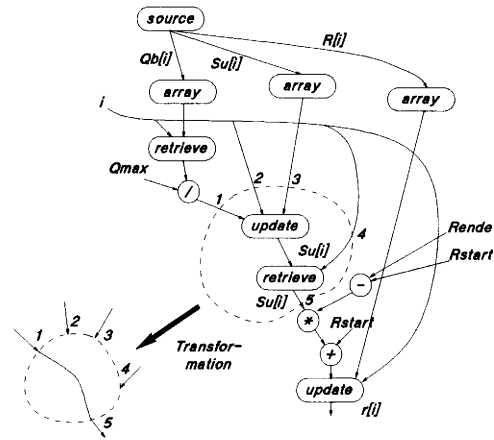 source
Qb[i]
Su[i]
R[i]
array
array
array
i
retrieve
Qmax
/
1
2
3
update
4
Su[i]
retrieve
Su[i]
5
Rende
Rstart
-
*
Rstart
+
update
r[i]
Transfor-
mation
1
2
3
4
5